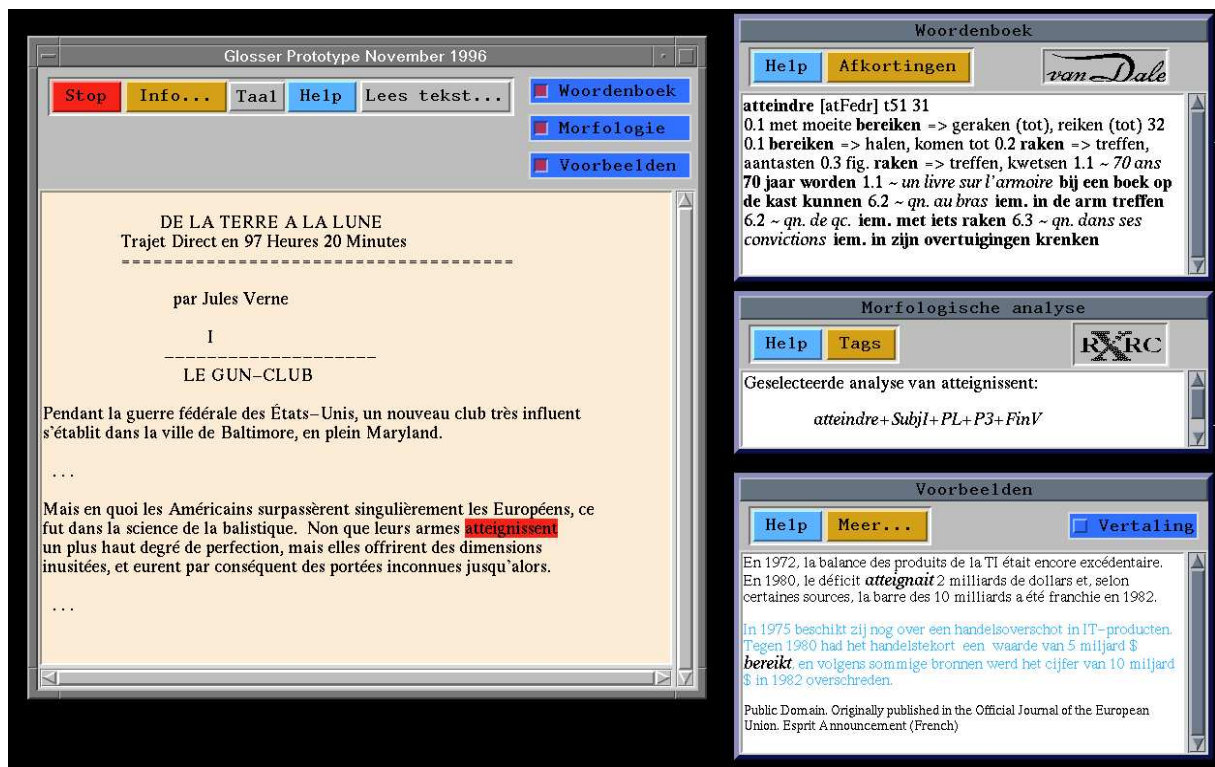 Glosser Prototype November 1996
Stop Info... Taal Help Lees tekst...
Woordenboek
Morfologie
Voorbeelden
DE LA TERRE A LA LUNE
Trajet Direct en 97 Heures 20 Minutes
=======================================
par Jules Verne
I
_____________________
LE GUN-CLUB
Pendant la guerre fédérale des États-Unis, un nouveau club très influent
s'établit dans la ville de Baltimore, en plein Maryland.
...
Mais en quoi les Américains surpassèrent singulièrement les Européens, ce
fut dans la science de la balistique. Non que leurs armes atteignissent
un plus haut degré de perfection, mais elles offrirent des dimensions
inusitées, et eurent par conséquent des portées inconnues jusqu'alors.
...
Woordenboek
Help Afkortingen van Dale
atteindre [atFedr] t51 31
0.1 met moeite bereiken => geraken (tot), reiken (tot) 32
0.1 bereiken => halen, komen tot 0.2 raken => treffen,
aantasten 0.3 fig. raken => treffen, kwetsen 1.1 ~ 70 ans
70 jaar worden 1.1 ~ un livre sur l'armoire bij een boek op
de kast kunnen 6.2 ~ qn. au bras iem. in de arm treffen
6.2 ~ qn. de qc. iem. met iets raken 6.3 ~ qn. dans ses
convictions iem. in zijn overtuigingen krenken
Morfologische analyse
Help Tags RXRC
Geselecteerde analyse van atteignissent:
atteindre+SubjI+PL+P3+FinV
Voorbeelden
Help Meer... Vertaling
En 1972, la balance des produits de la TI était encore excédentaire.
En 1980, le déficit atteignait 2 milliards de dollars et, selon
certaines sources, la barre des 10 milliards a été franchie en 1982.
In 1975 beschikt zij nog over een handelsoverschot in IT-producten.
Tegen 1980 had het handelstekort een waarde van 5 miljard $
bereikt, en volgens sommige bronnen werd het cijfer van 10 miljard
$ in 1982 overschreden.
Public Domain. Originally published in the Official Journal of the European
Union. Esprit Announcement (French)